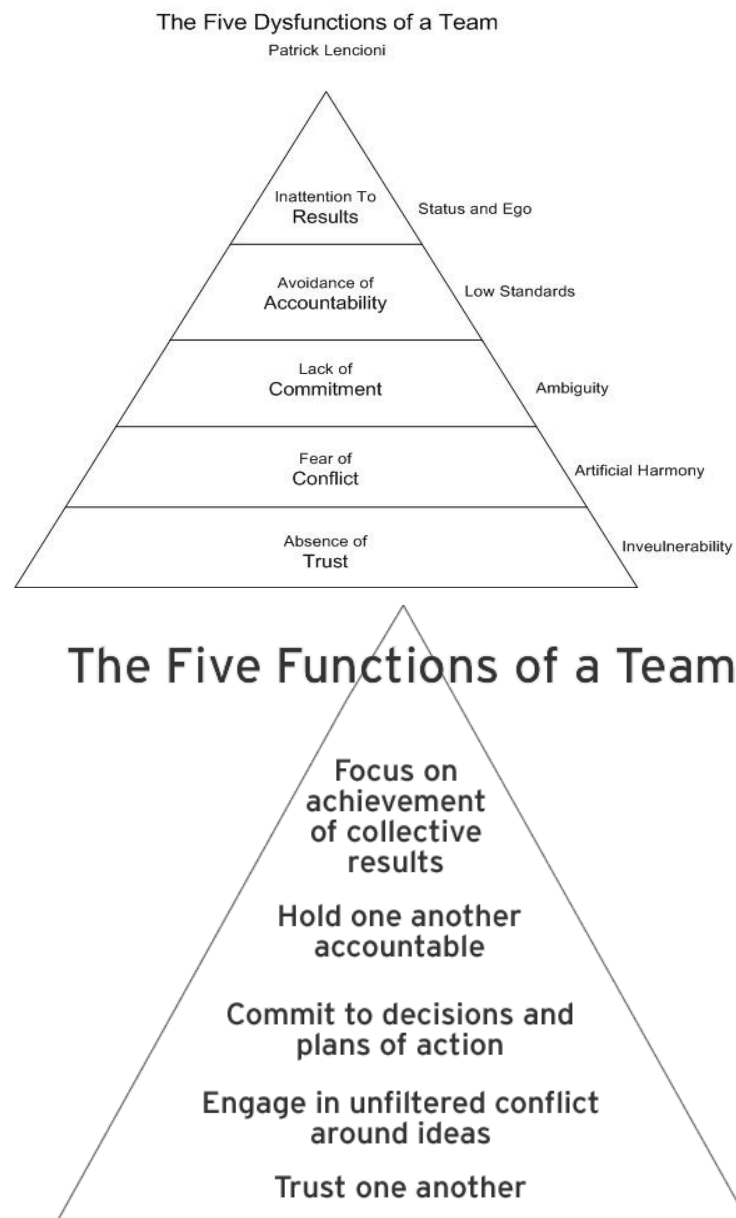 The Five Dysfunctions of a Team
Patrick Lencioni
Inattention To
Results
Status and Ego
Avoidance of
Accountability
Low Standards
Lack of
Commitment
Ambiguity
Fear of
Conflict
Artificial Harmony
Absence of
Trust
Inveulnerability
The Five Functions of a Team
Focus on
achievement
of collective
results
Hold one another
accountable
Commit to decisions and
plans of action
Engage in unfiltered conflict
around ideas
Trust one another